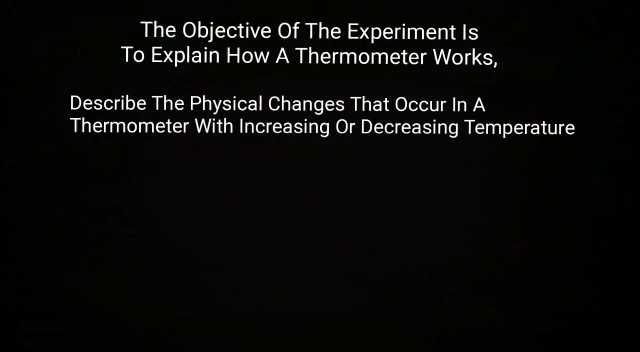 The Objective Of The Experiment Is
To Explain How A Thermometer Works,
Describe The Physical Changes That Occur In A
Thermometer With Increasing Or Decreasing Temperature